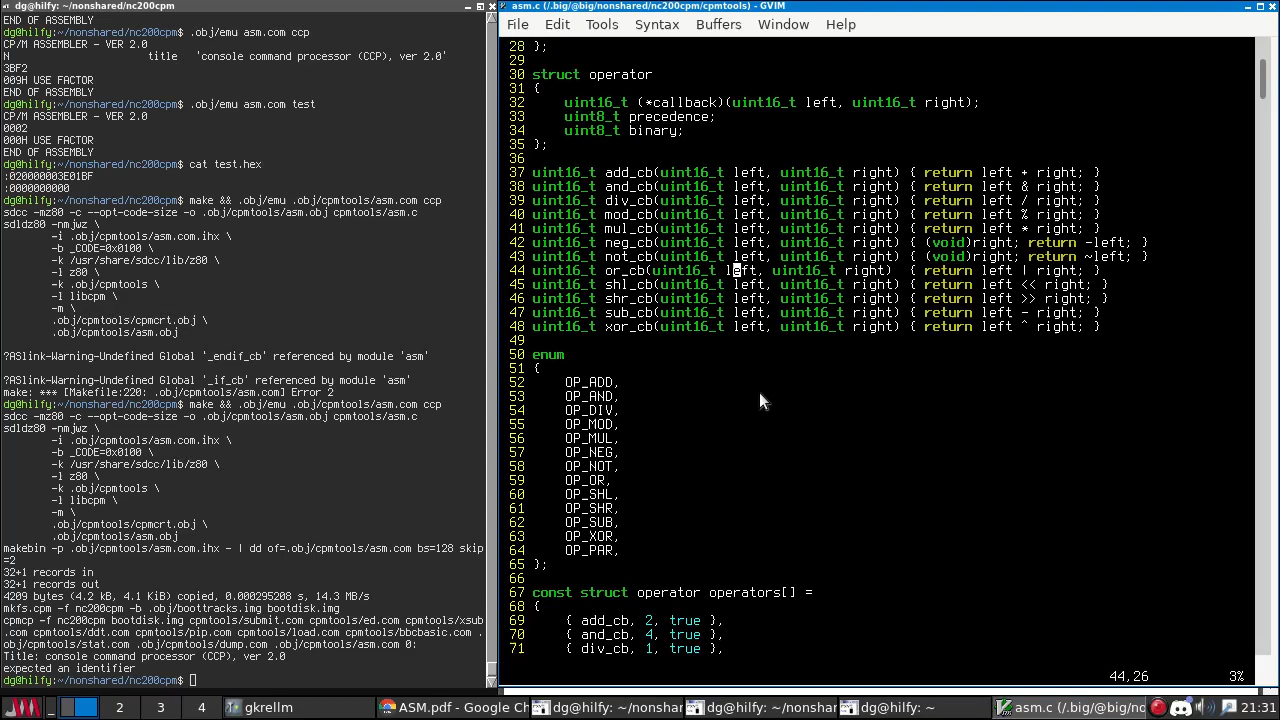 dg@hilfy: ~/nonshared/nc200cpm
END OF ASSEMBLY
dg@hilfy:~/nonshared/nc200cpm$ .obj/emu asm.com ccp
CP/M ASSEMBLER - VER 2.0
N                       title   'console command processor (CCP), ver 2.0'
3BF2
009H USE FACTOR
END OF ASSEMBLY
dg@hilfy:~/nonshared/nc200cpm$ .obj/emu asm.com test
CP/M ASSEMBLER - VER 2.0
0002
000H USE FACTOR
END OF ASSEMBLY
dg@hilfy:~/nonshared/nc200cpm$ cat test.hex
:020000003E01BF
:0000000000
dg@hilfy:~/nonshared/nc200cpm$ make && .obj/emu .obj/cpmtools/asm.com ccp
sdcc -mz80 -c --opt-code-size -o .obj/cpmtools/asm.obj cpmtools/asm.c
sdldz80 -nmjwz \
        -i .obj/cpmtools/asm.com.ihx \
        -b _CODE=0x0100 \
        -k /usr/share/sdcc/lib/z80 \
        -l z80 \
        -k .obj/cpmtools \
        -l libcpm \
        -m \
        .obj/cpmtools/cpmcrt.obj \
        .obj/cpmtools/asm.obj

?ASlink-Warning-Undefined Global '_endif_cb' referenced by module 'asm'

?ASlink-Warning-Undefined Global '_if_cb' referenced by module 'asm'
make: *** [Makefile:220: .obj/cpmtools/asm.com] Error 2
dg@hilfy:~/nonshared/nc200cpm$ make && .obj/emu .obj/cpmtools/asm.com ccp
sdcc -mz80 -c --opt-code-size -o .obj/cpmtools/asm.obj cpmtools/asm.c
sdldz80 -nmjwz \
        -i .obj/cpmtools/asm.com.ihx \
        -b _CODE=0x0100 \
        -k /usr/share/sdcc/lib/z80 \
        -l z80 \
        -k .obj/cpmtools \
        -l libcpm \
        -m \
        .obj/cpmtools/cpmcrt.obj \
        .obj/cpmtools/asm.obj
makebin -p .obj/cpmtools/asm.com.ihx - | dd of=.obj/cpmtools/asm.com bs=128 skip
=2
32+1 records in
32+1 records out
4209 bytes (4.2 kB, 4.1 KiB) copied, 0.000295208 s, 14.3 MB/s
mkfs.cpm -f nc200cpm -b .obj/boottracks.img bootdisk.img
cpmcp -f nc200cpm bootdisk.img cpmtools/submit.com cpmtools/ed.com cpmtools/xsub
.com cpmtools/ddt.com cpmtools/pip.com cpmtools/load.com cpmtools/bbcbasic.com .
obj/cpmtools/stat.com .obj/cpmtools/dump.com .obj/cpmtools/asm.com 0:
Title: console command processor (CCP), ver 2.0
expected an identifier
dg@hilfy:~/nonshared/nc200cpm$
asm.c (/.big/@big/nonshared/nc200cpm/cpmtools) - GVIM
File Edit Tools Syntax Buffers Window Help
28 };
29
30 struct operator
31 {
32     uint16_t (*callback)(uint16_t left, uint16_t right);
33     uint8_t precedence;
34     uint8_t binary;
35 };
36
37 uint16_t add_cb(uint16_t left, uint16_t right) { return left + right; }
38 uint16_t and_cb(uint16_t left, uint16_t right) { return left & right; }
39 uint16_t div_cb(uint16_t left, uint16_t right) { return left / right; }
40 uint16_t mod_cb(uint16_t left, uint16_t right) { return left % right; }
41 uint16_t mul_cb(uint16_t left, uint16_t right) { return left * right; }
42 uint16_t neg_cb(uint16_t left, uint16_t right) { (void)right; return -left; }
43 uint16_t not_cb(uint16_t left, uint16_t right) { (void)right; return ~left; }
44 uint16_t or_cb(uint16_t left, uint16_t right)  { return left | right; }
45 uint16_t shl_cb(uint16_t left, uint16_t right) { return left << right; }
46 uint16_t shr_cb(uint16_t left, uint16_t right) { return left >> right; }
47 uint16_t sub_cb(uint16_t left, uint16_t right) { return left - right; }
48 uint16_t xor_cb(uint16_t left, uint16_t right) { return left ^ right; }
49
50 enum
51 {
52     OP_ADD,
53     OP_AND,
54     OP_DIV,
55     OP_MOD,
56     OP_MUL,
57     OP_NEG,
58     OP_NOT,
59     OP_OR,
60     OP_SHL,
61     OP_SHR,
62     OP_SUB,
63     OP_XOR,
64     OP_PAR,
65 };
66
67 const struct operator operators[] =
68 {
69     { add_cb, 2, true },
70     { and_cb, 4, true },
71     { div_cb, 1, true },
44,26 3%
2 3 4 gkrellm ASM.pdf - Google Ch dg@hilfy: ~/nonshar dg@hilfy: ~/nonshar dg@hilfy: ~ asm.c (/.big/@big/no 21:31